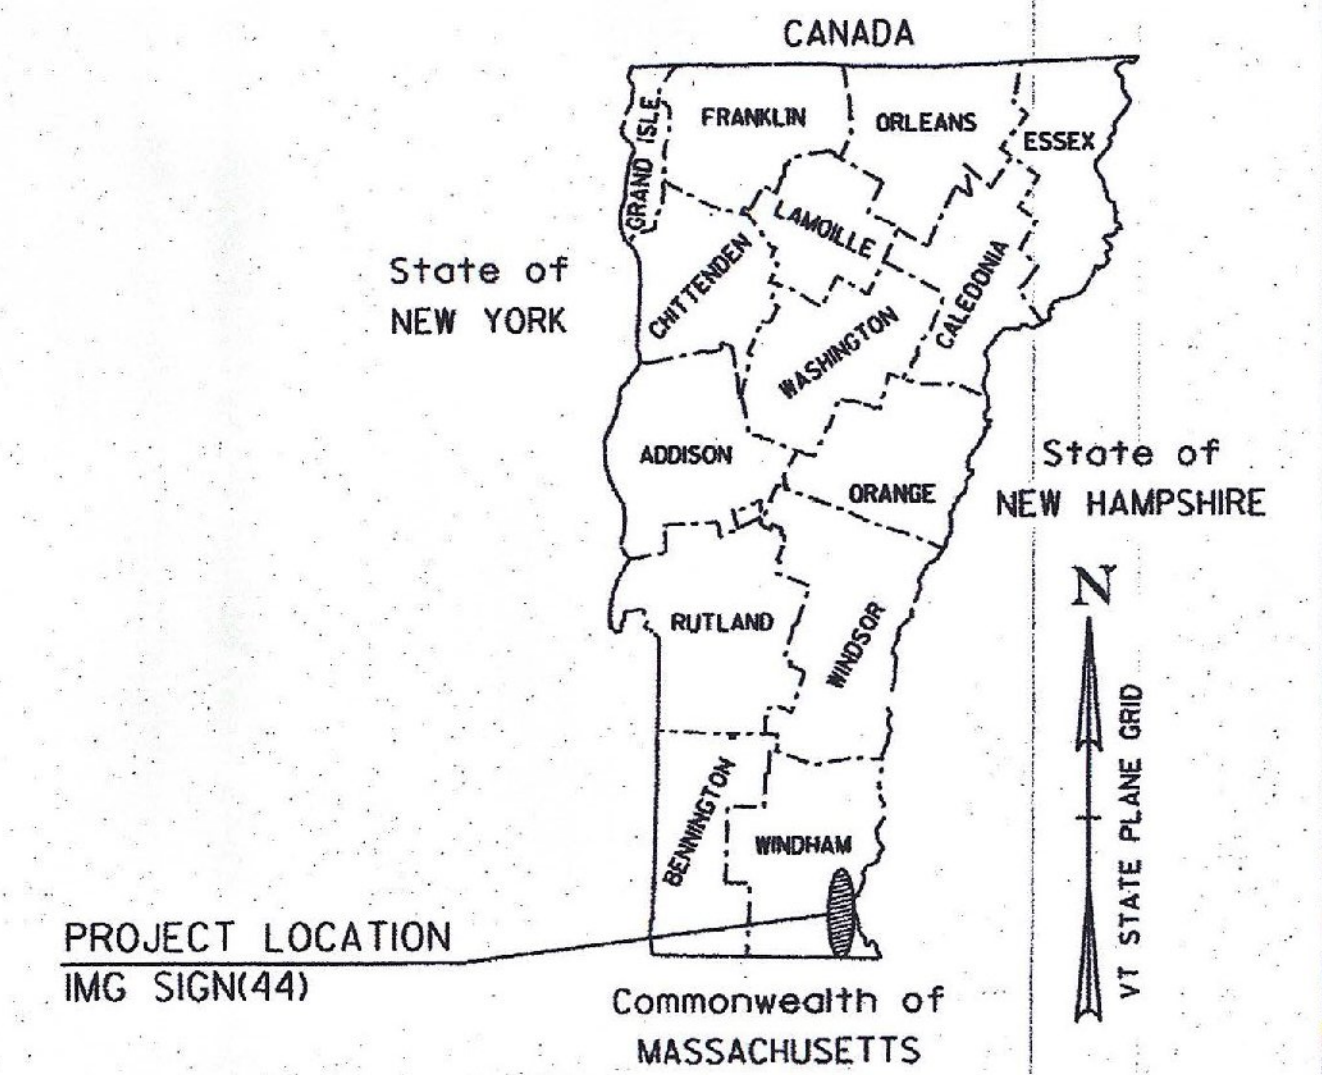 CANADA
GRAND ISLE
FRANKLIN
ORLEANS
ESSEX
LAMOILLE
CHITTENDEN
CALEDONIA
WASHINGTON
State of
NEW YORK
ADDISON
ORANGE
State of
NEW HAMPSHIRE
N
RUTLAND
WINDSOR
VT STATE PLANE GRID
BENNINGTON
WINDHAM
PROJECT LOCATION
IMG SIGN(44)
Commonwealth of
MASSACHUSETTS